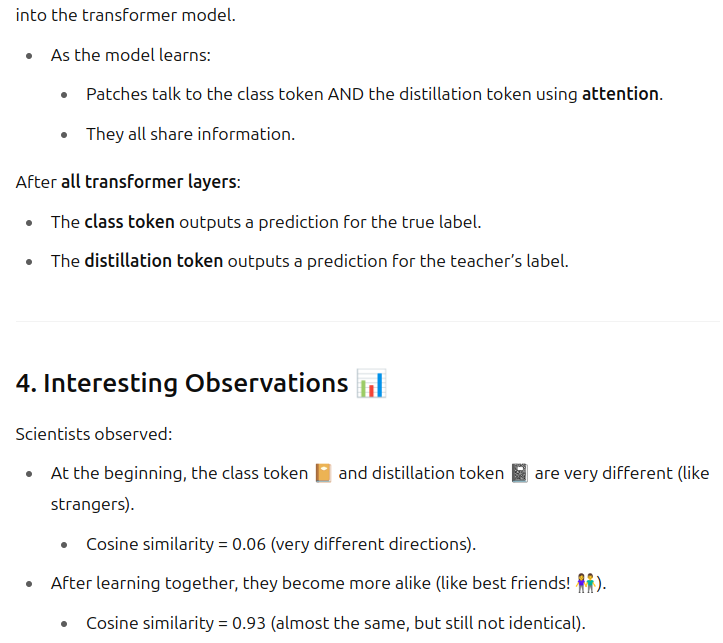 into the transformer model.
As the model learns:
Patches talk to the class token AND the distillation token using attention.
They all share information.
After all transformer layers:
The class token outputs a prediction for the true label.
The distillation token outputs a prediction for the teacher’s label.
4. Interesting Observations 📊
Scientists observed:
At the beginning, the class token 📔 and distillation token 📓 are very different (like
strangers).
Cosine similarity = 0.06 (very different directions).
After learning together, they become more alike (like best friends! 👫).
Cosine similarity = 0.93 (almost the same, but still not identical).